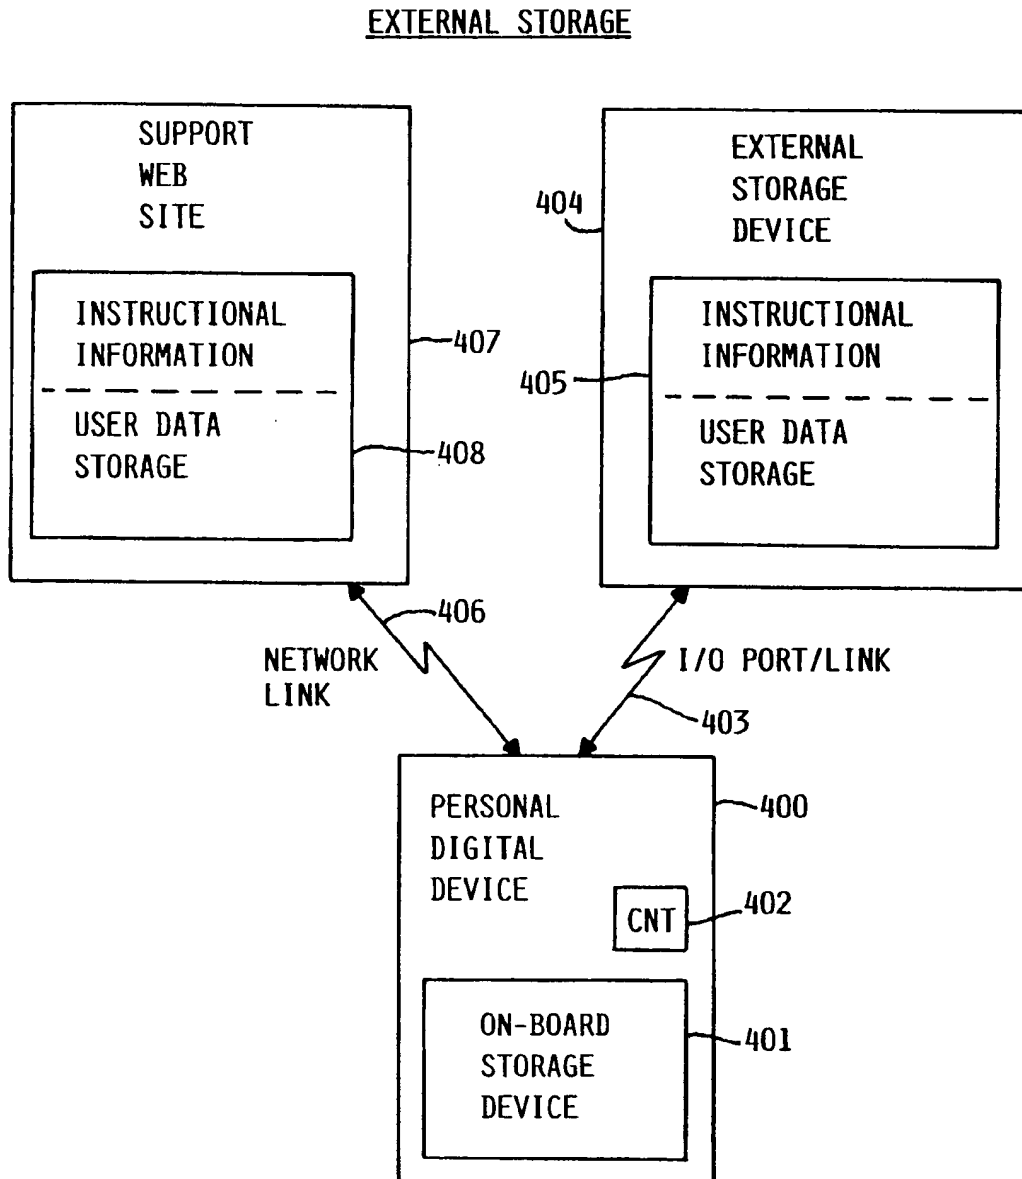 EXTERNAL STORAGE
SUPPORT
WEB
SITE
INSTRUCTIONAL
INFORMATION
USER DATA
STORAGE
407
408
EXTERNAL
STORAGE
DEVICE
404
INSTRUCTIONAL
INFORMATION
405
USER DATA
STORAGE
406
NETWORK
LINK
I/O PORT/LINK
403
PERSONAL
DIGITAL
DEVICE
400
CNT
402
ON-BOARD
STORAGE
DEVICE
401